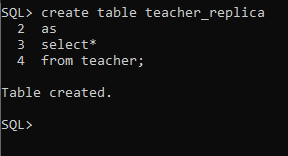 SQL> create table teacher_replica
  2  as
  3  select*
  4  from teacher;
Table created.
SQL>